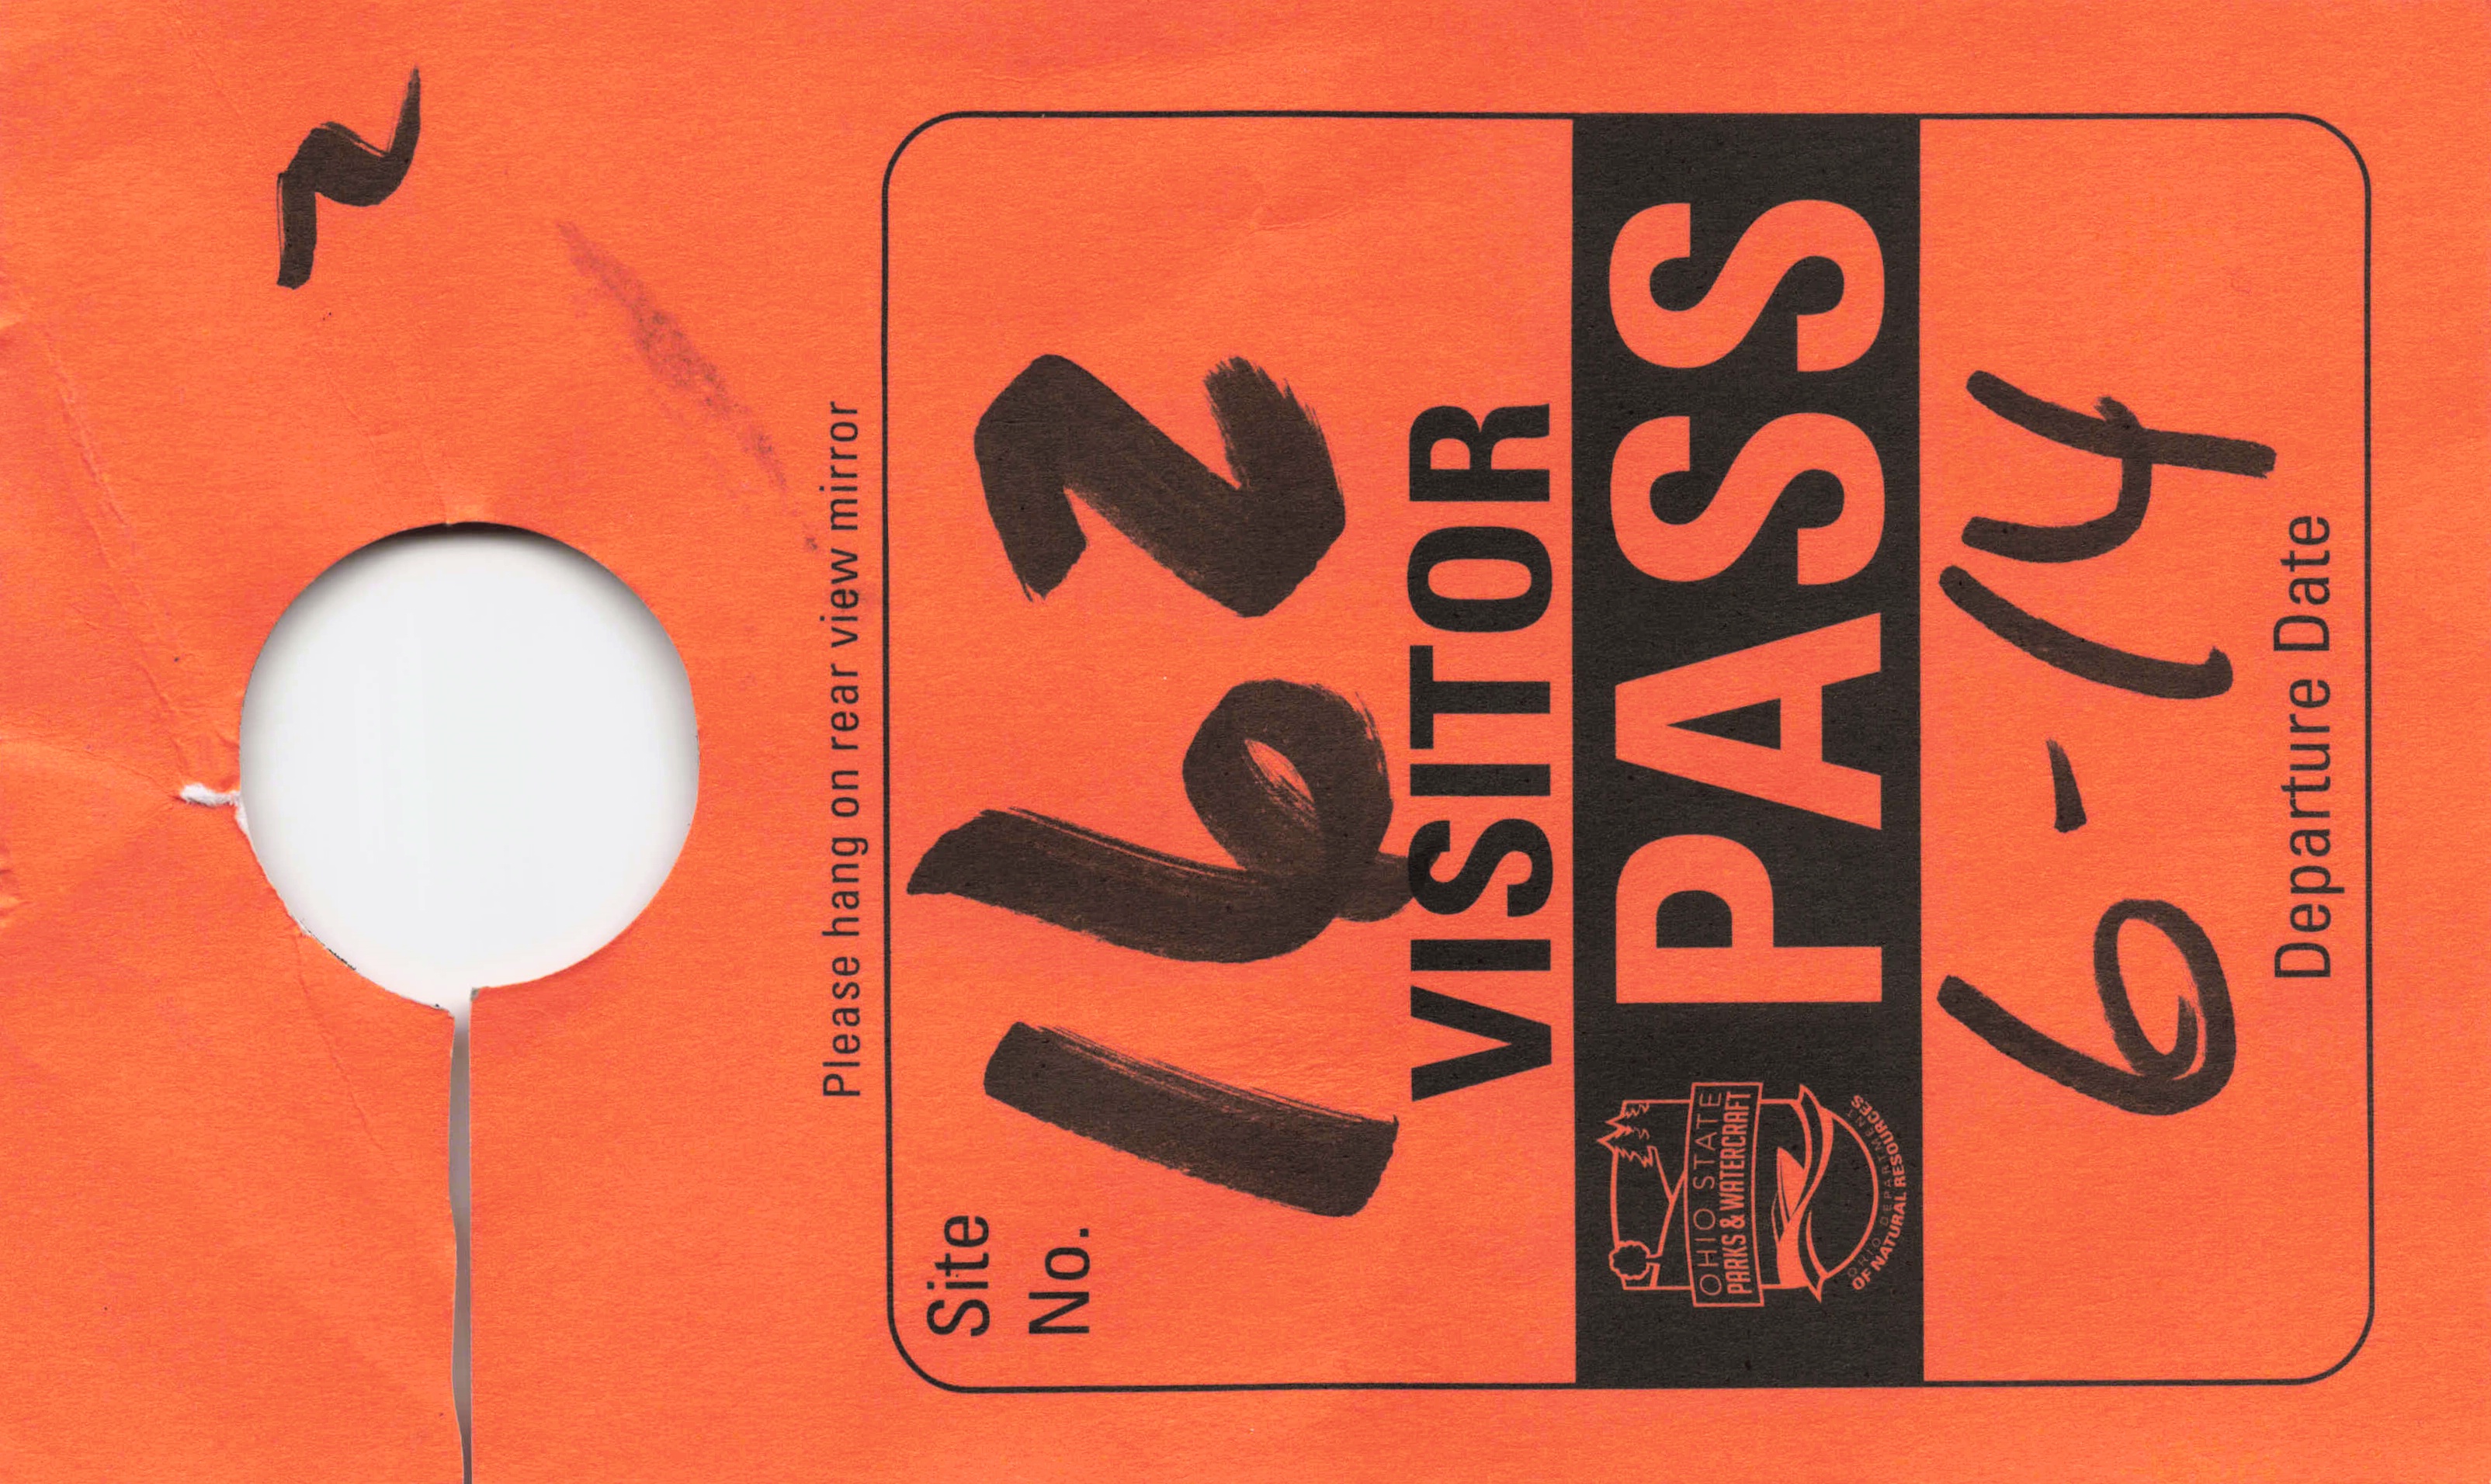 2
Please hang on rear view mirror
Site
No.
162
VISITOR
PASS
OHIO STATE
PARKS & WATERCRAFT
OHIO DEPARTMENT
OF NATURAL RESOURCES
6-14
Departure Date